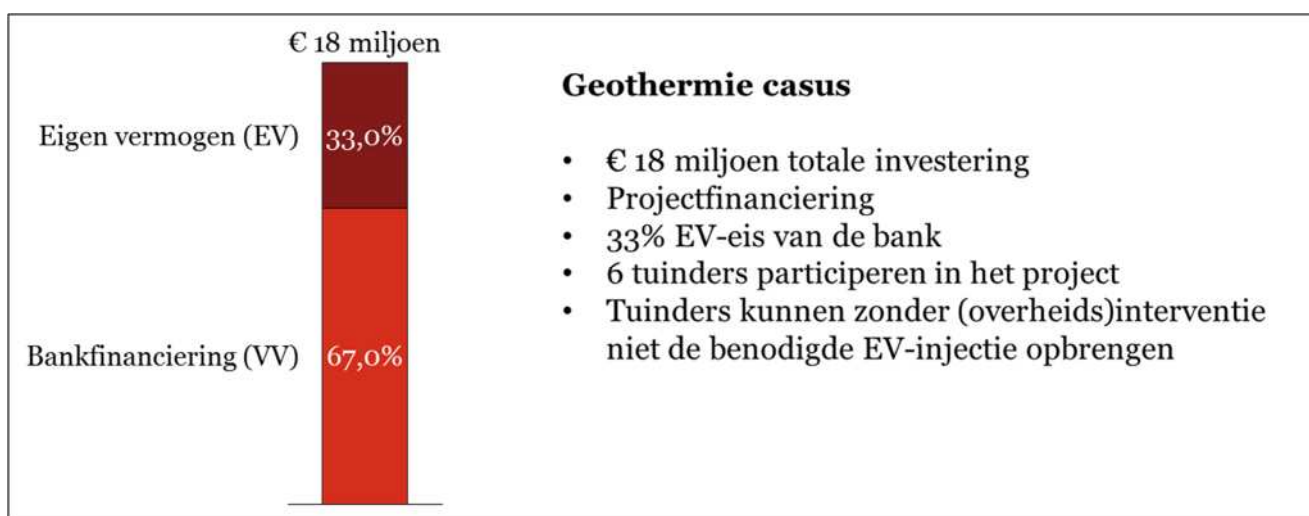 € 18 miljoen
Eigen vermogen (EV)
33,0%
Bankfinanciering (VV)
67,0%
Geothermie casus
• € 18 miljoen totale investering
• Projectfinanciering
• 33% EV-eis van de bank
• 6 tuinders participeren in het project
• Tuinders kunnen zonder (overheids)interventie
niet de benodigde EV-injectie opbrengen